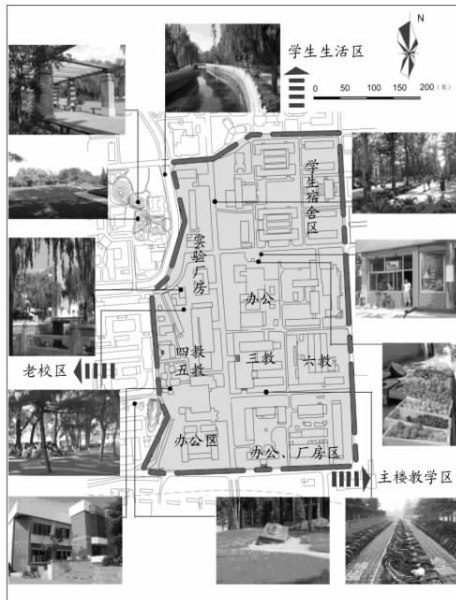 N
学生生活区
0 50 100 150 200 (米)
学生宿舍区
实验厂房
办公
四教
五教
三教
六教
老校区
办公区
办公、厂房区
主楼教学区